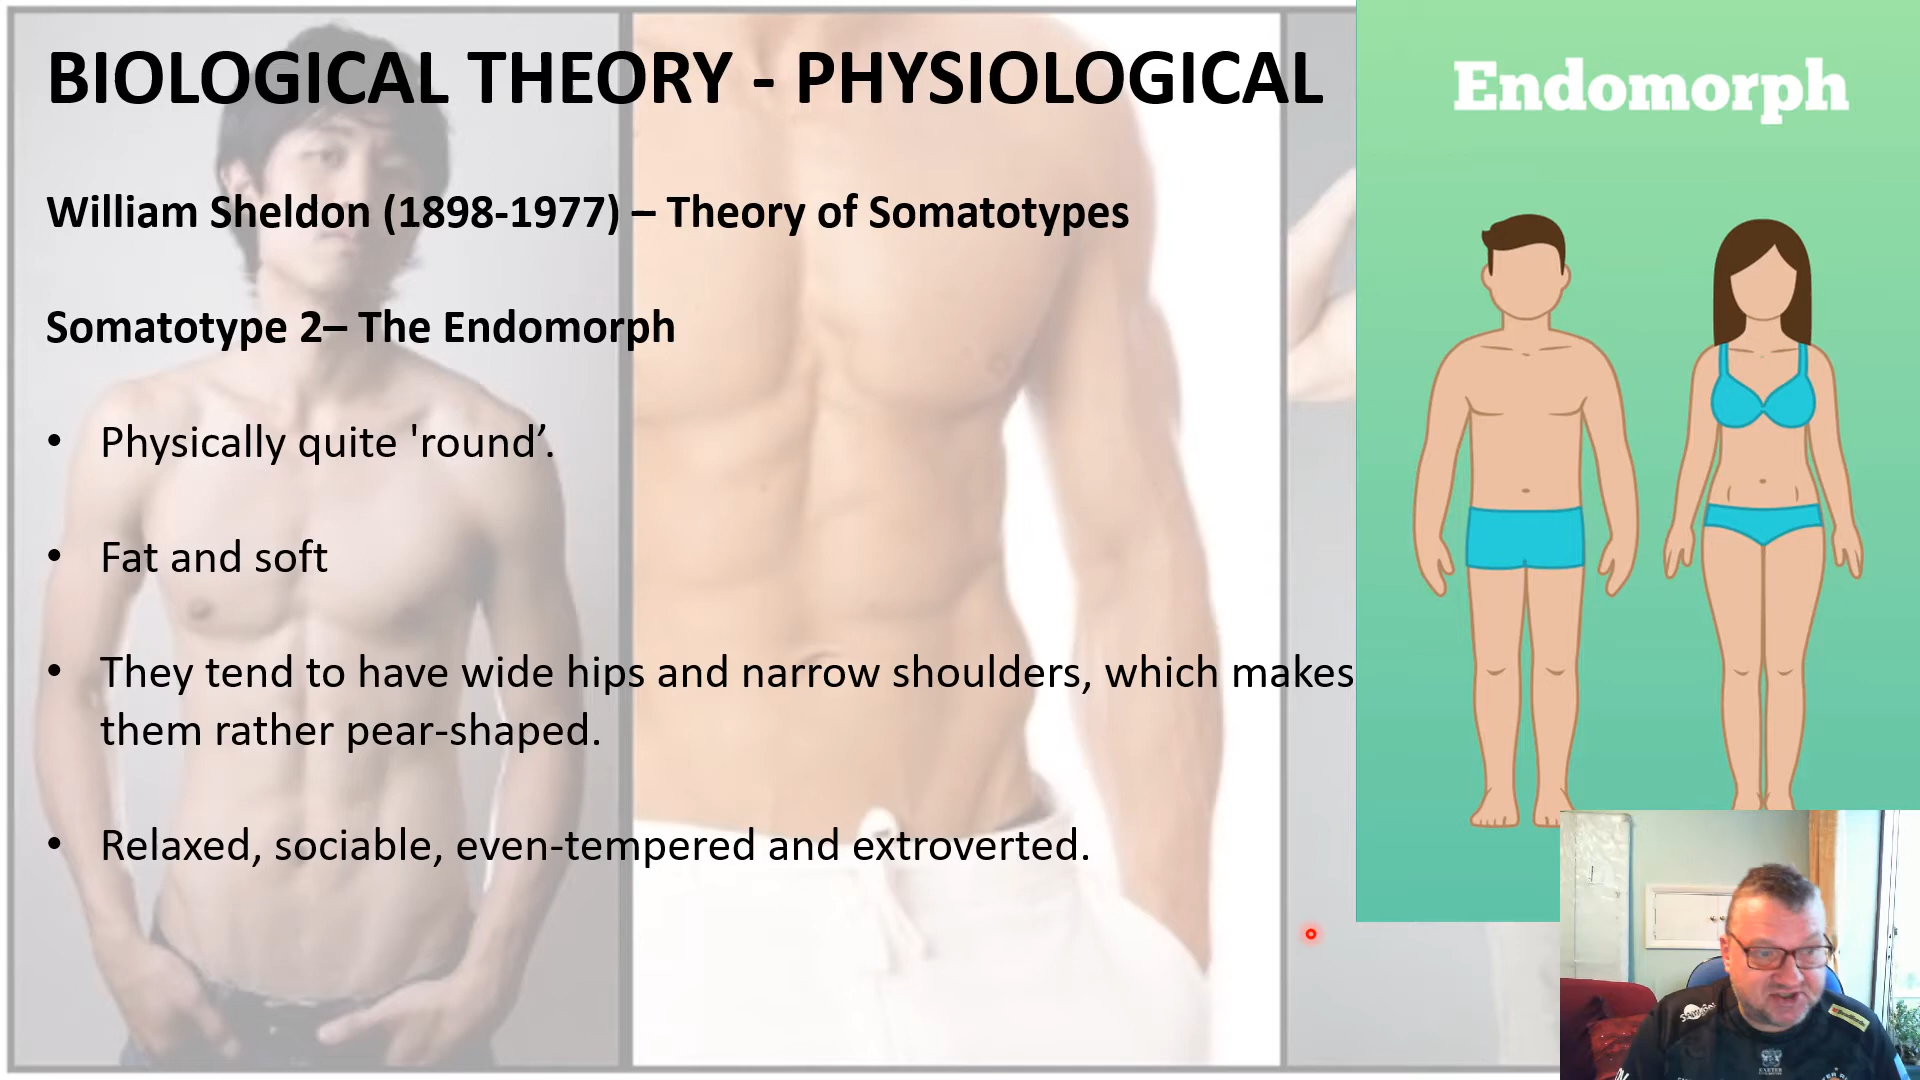 BIOLOGICAL THEORY - PHYSIOLOGICAL
Endomorph
William Sheldon (1898-1977) – Theory of Somatotypes
Somatotype 2– The Endomorph
• Physically quite 'round’.
• Fat and soft
• They tend to have wide hips and narrow shoulders, which makes
them rather pear-shaped.
• Relaxed, sociable, even-tempered and extroverted.
EXETER